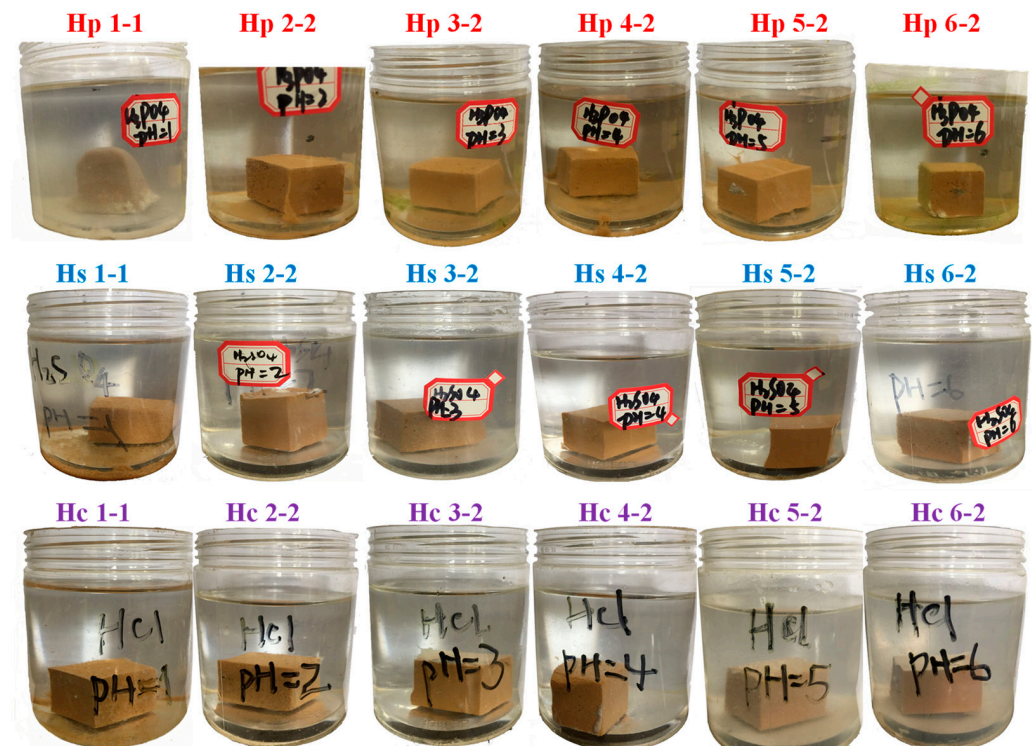 Hp 1-1 Hp 2-2 Hp 3-2 Hp 4-2 Hp 5-2 Hp 6-2
H3PO4
pH=1
H3PO4
pH=2
H3PO4
pH=3
H3PO4
pH=4
H3PO4
pH=5
H3PO4
pH=6
Hs 1-1 Hs 2-2 Hs 3-2 Hs 4-2 Hs 5-2 Hs 6-2
H2SO4
pH=1
H2SO4
pH=2
H2SO4
pH=3
H2SO4
pH=4
H2SO4
pH=5
pH=6
H2SO4
pH=6
Hc 1-1 Hc 2-2 Hc 3-2 Hc 4-2 Hc 5-2 Hc 6-2
HCl
pH=1
HCl
pH=2
HCL
pH=3
HCl
pH=4
HCl
pH=5
HCl
pH=6